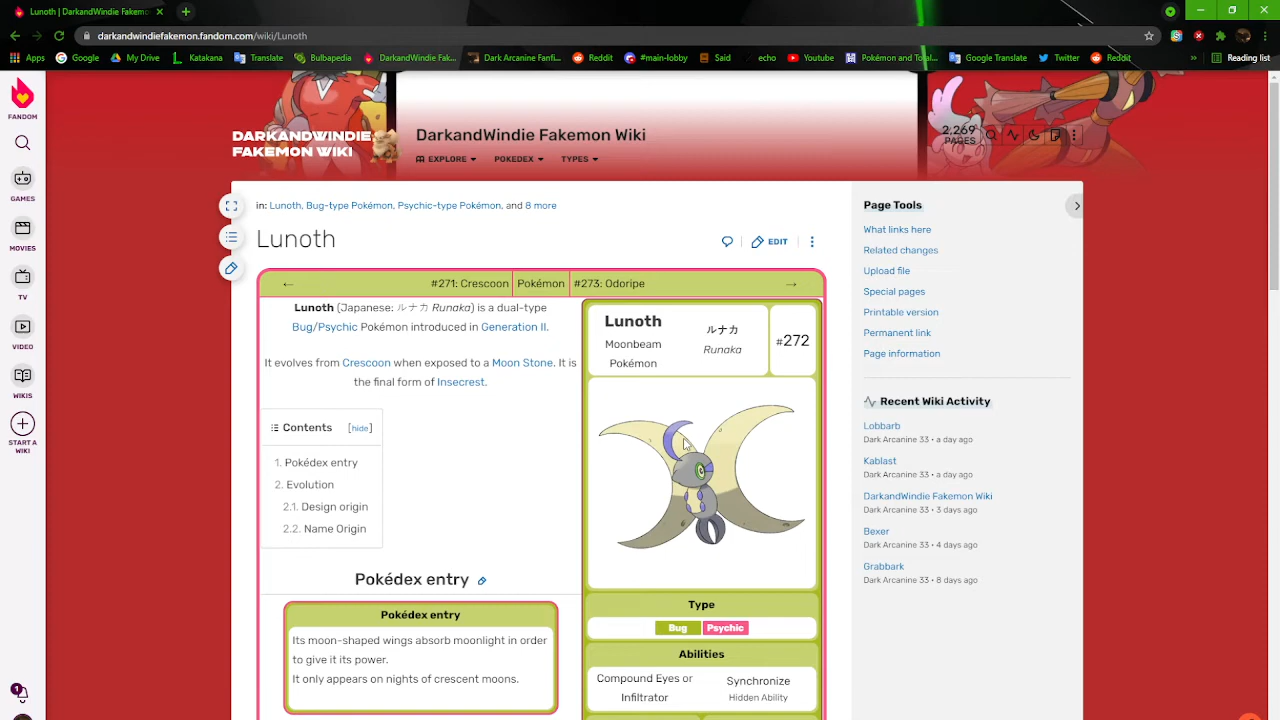 Lunoth | DarkandWindie Fakemo
darkandwindiefakemon.fandom.com/wiki/Lunoth
Apps Google My Drive Katakana Translate Bulbapedia DarkandWindie Fak... Dark Arcanine Fanfi... Reddit #main-lobby Said echo Youtube Pokémon and Total... Google Translate Twitter Reddit » Reading list
FANDOM
GAMES
MOVIES
TV
VIDEO
WIKIS
START A
WIKI
1
DARKANDWINDIE
FAKEMON WIKI
DarkandWindie Fakemon Wiki
EXPLORE POKEDEX TYPES
2,269
PAGES
in: Lunoth, Bug-type Pokémon, Psychic-type Pokémon, and 8 more
Lunoth
EDIT
← #271: Crescoon Pokémon #273: Odoripe →
Lunoth (Japanese: ルナカ Runaka) is a dual-type
Bug/Psychic Pokémon introduced in Generation II.
It evolves from Crescoon when exposed to a Moon Stone. It is
the final form of Insecrest.
Contents [hide]
1. Pokédex entry
2. Evolution
2.1. Design origin
2.2. Name Origin
Pokédex entry
Pokédex entry
Its moon-shaped wings absorb moonlight in order
to give it its power.
It only appears on nights of crescent moons.
Lunoth
Moonbeam
Pokémon
ルナカ
Runaka
#272
Type
Bug Psychic
Abilities
Compound Eyes or
Infiltrator
Synchronize
Hidden Ability
Page Tools
What links here
Related changes
Upload file
Special pages
Printable version
Permanent link
Page information
Recent Wiki Activity
Lobbarb
Dark Arcanine 33 • a day ago
Kablast
Dark Arcanine 33 • a day ago
DarkandWindie Fakemon Wiki
Dark Arcanine 33 • 3 days ago
Bexer
Dark Arcanine 33 • 4 days ago
Grabbark
Dark Arcanine 33 • 8 days ago